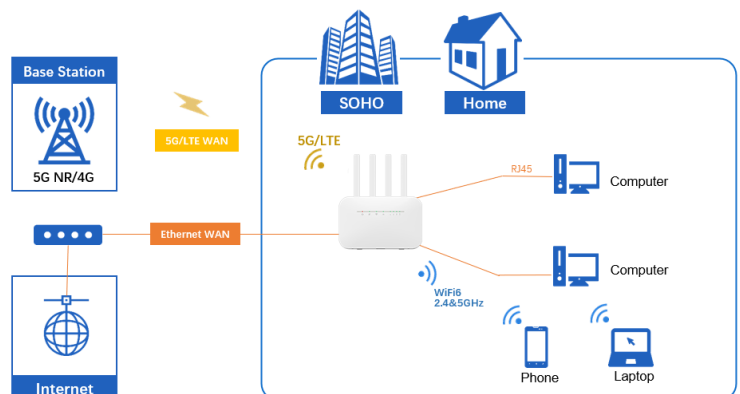 SOHO
Home
Base Station
5G NR/4G
5G/LTE WAN
5G/LTE
RJ45
Computer
Ethernet WAN
Computer
WiFi6
2.4&5GHz
Phone
Laptop
Internet